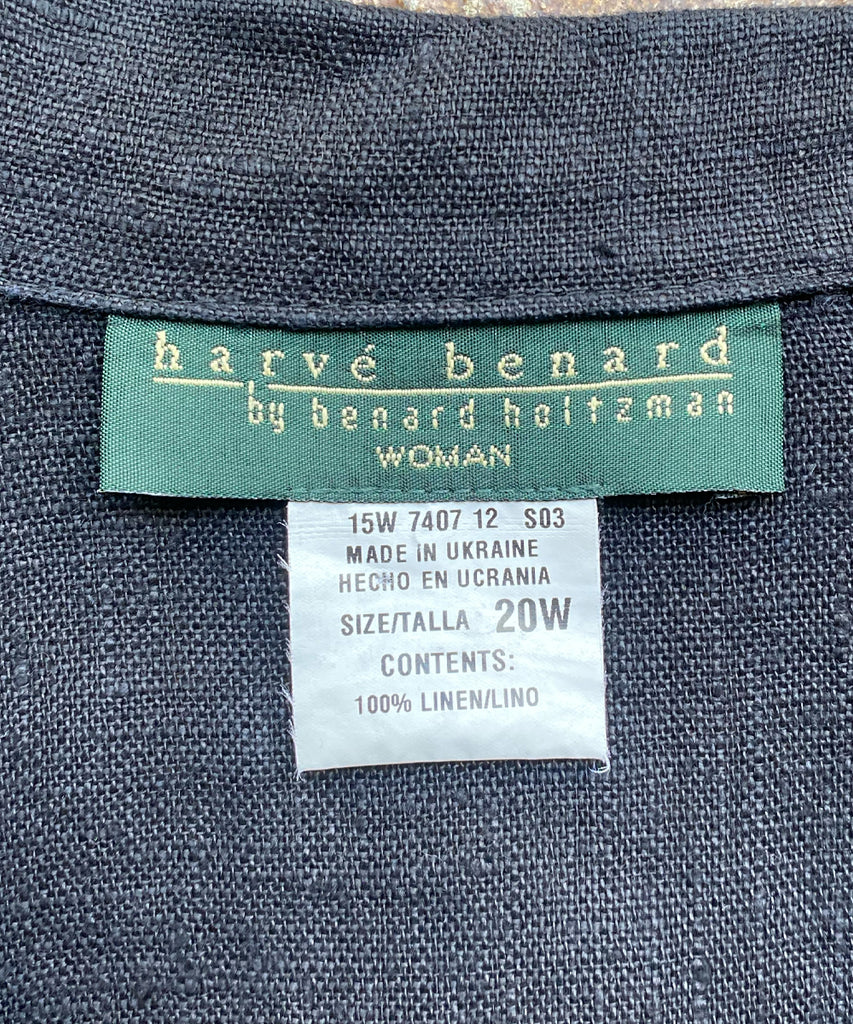 harvé benard
by benard holtzman
WOMAN
15W 7407 12 S03
MADE IN UKRAINE
HECHO EN UCRANIA
SIZE/TALLA 20W
CONTENTS:
100% LINEN/LINO